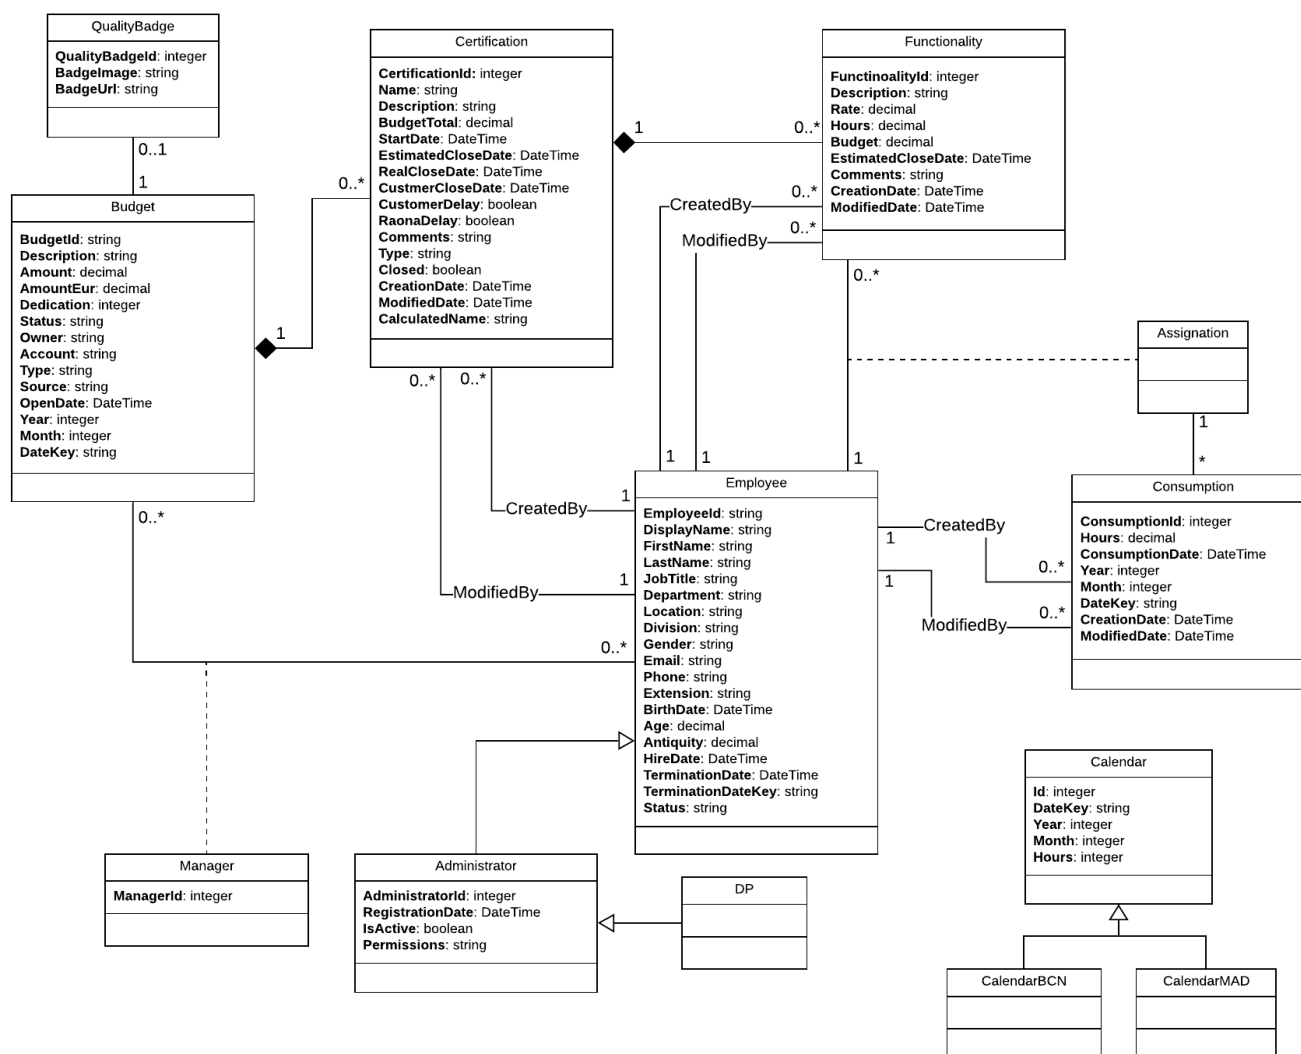 QualityBadge
QualityBadgeId: integer
BadgeImage: string
BadgeUrl: string
0..1
1
Budget
BudgetId: string
Description: string
Amount: decimal
AmountEur: decimal
Dedication: integer
Status: string
Owner: string
Account: string
Type: string
Source: string
OpenDate: DateTime
Year: integer
Month: integer
DateKey: string
1
0..*
0..*
Certification
CertificationId: integer
Name: string
Description: string
BudgetTotal: decimal
StartDate: DateTime
EstimatedCloseDate: DateTime
RealCloseDate: DateTime
CustmerCloseDate: DateTime
CustomerDelay: boolean
RaonaDelay: boolean
Comments: string
Type: string
Closed: boolean
CreationDate: DateTime
ModifiedDate: DateTime
CalculatedName: string
1
0..*
0..*
0..*
Functionality
FunctinoalityId: integer
Description: string
Rate: decimal
Hours: decimal
Budget: decimal
EstimatedCloseDate: DateTime
Comments: string
CreationDate: DateTime
ModifiedDate: DateTime
CreatedBy
0..*
ModifiedBy
0..*
0..*
1
1
1
Assignation
1
*
Employee
EmployeeId: string
DisplayName: string
FirstName: string
LastName: string
JobTitle: string
Department: string
Location: string
Division: string
Gender: string
Email: string
Phone: string
Extension: string
BirthDate: DateTime
Age: decimal
Antiquity: decimal
HireDate: DateTime
TerminationDate: DateTime
TerminationDateKey: string
Status: string
CreatedBy
1
ModifiedBy
1
0..*
1
CreatedBy
0..*
1
ModifiedBy
0..*
Consumption
ConsumptionId: integer
Hours: decimal
ConsumptionDate: DateTime
Year: integer
Month: integer
DateKey: string
CreationDate: DateTime
ModifiedDate: DateTime
Manager
ManagerId: integer
Administrator
AdministratorId: integer
RegistrationDate: DateTime
IsActive: boolean
Permissions: string
DP
Calendar
Id: integer
DateKey: string
Year: integer
Month: integer
Hours: integer
CalendarBCN
CalendarMAD